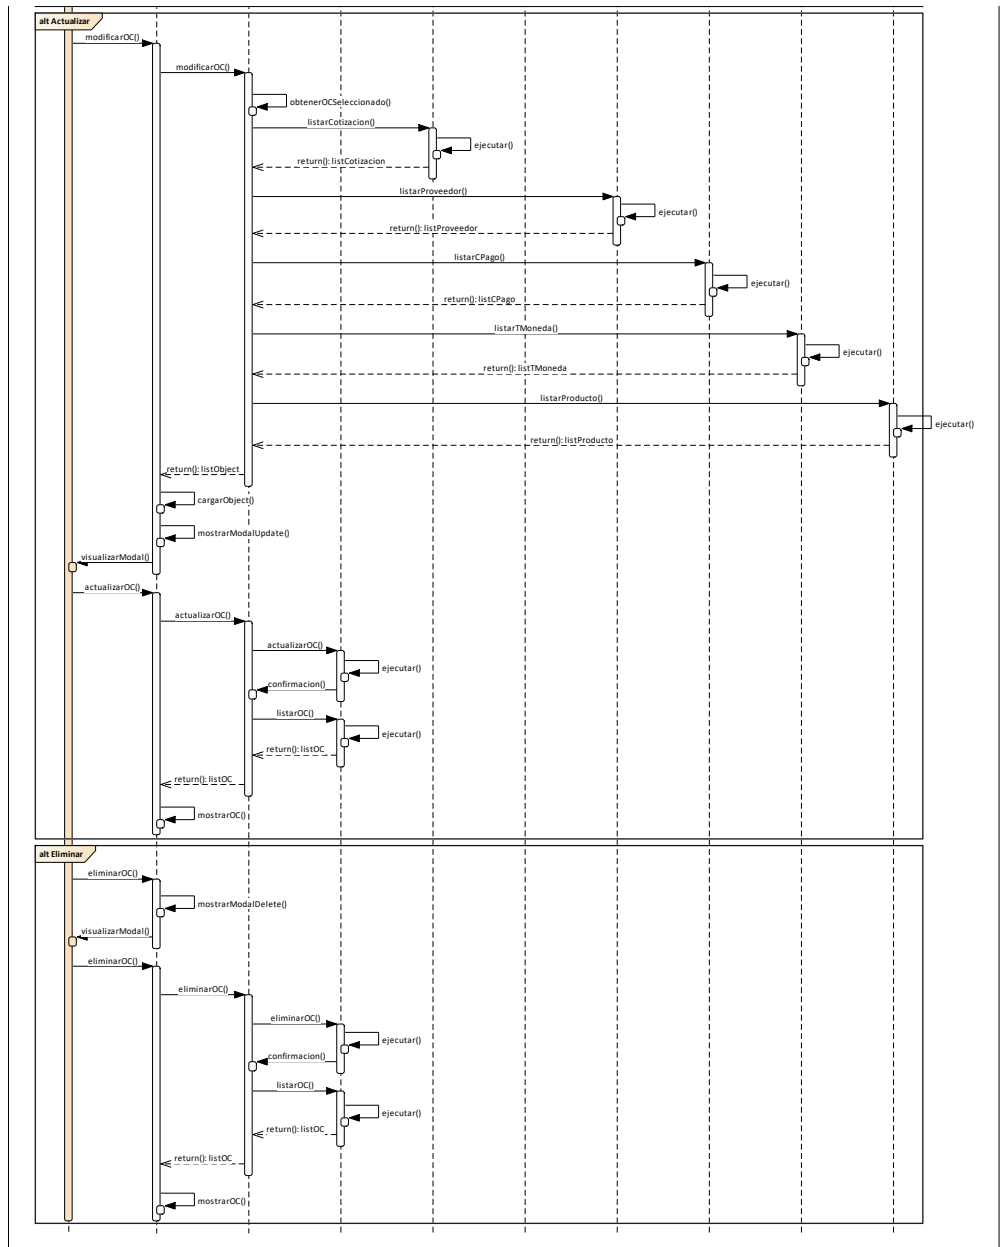 alt Actualizar
modificarOC()
modificarOC()
obtenerOCSeleccionado()
listarCotizacion()
ejecutar()
return(): listCotizacion
listarProveedor()
ejecutar()
return(): listProveedor
listarCPago()
ejecutar()
return(): listCPago
listarTMoneda()
ejecutar()
return(): listTMoneda
listarProducto()
ejecutar()
return(): listProducto
return(): listObject
cargarObject()
mostrarModalUpdate()
visualizarModal()
actualizarOC()
actualizarOC()
actualizarOC()
ejecutar()
confirmacion()
listarOC()
ejecutar()
return(): listOC
return(): listOC
mostrarOC()
alt Eliminar
eliminarOC()
mostrarModalDelete()
visualizarModal()
eliminarOC()
eliminarOC()
eliminarOC()
ejecutar()
confirmacion()
listarOC()
ejecutar()
return(): listOC
return(): listOC
mostrarOC()